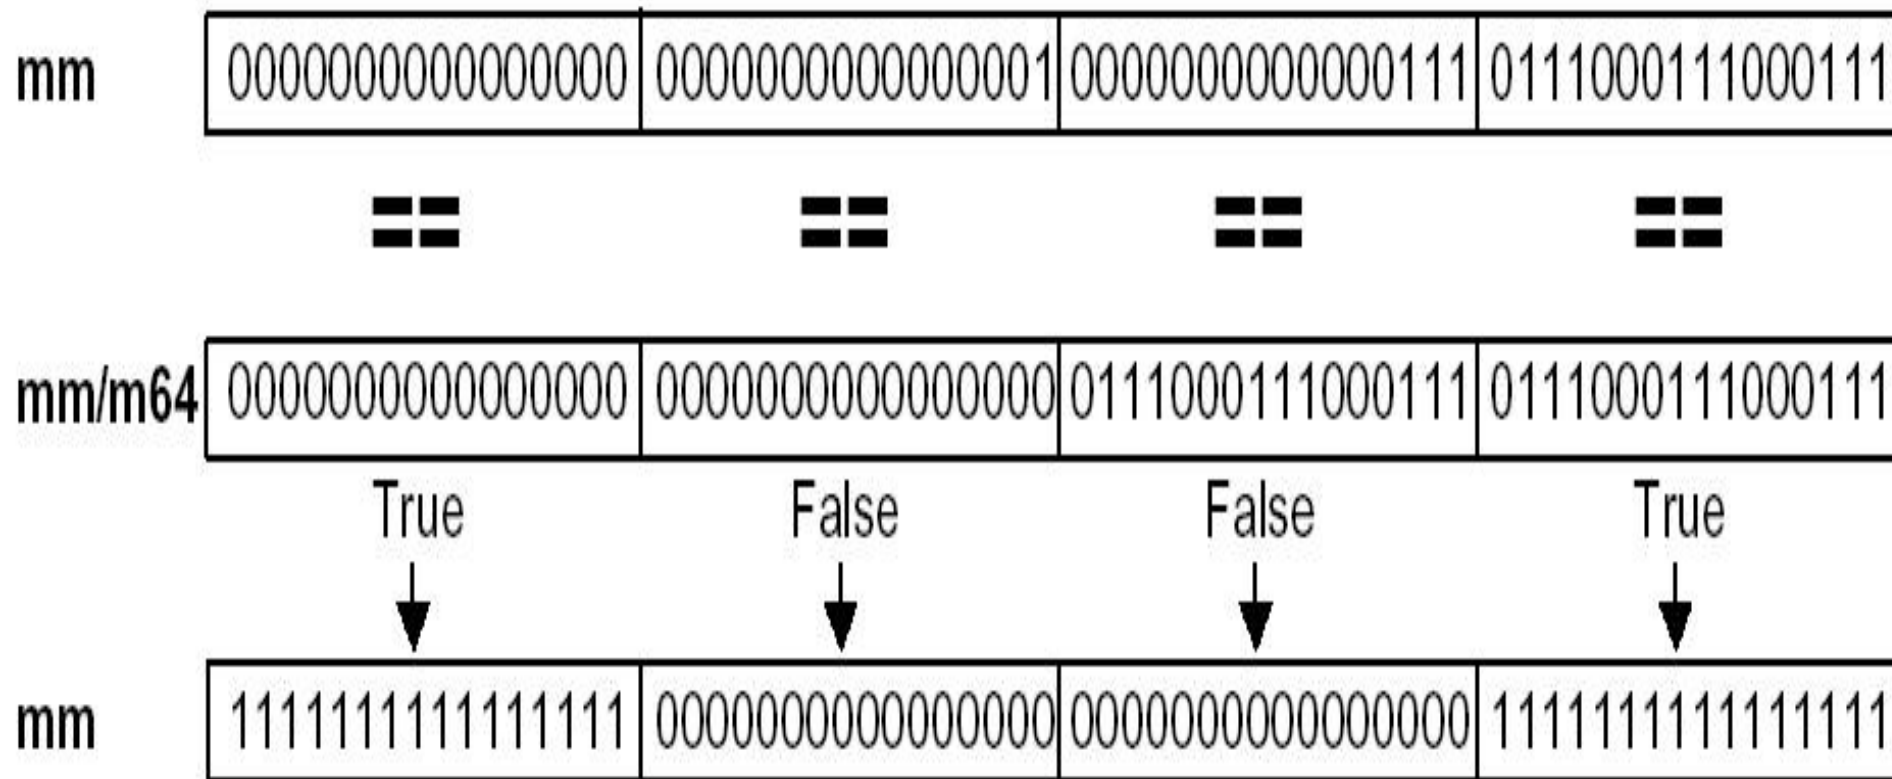 mm 0000000000000000 0000000000000001 0000000000000111 0111000111000111
== == == ==
mm/m64 0000000000000000 0000000000000000 0111000111000111 0111000111000111
True False False True
mm 1111111111111111 0000000000000000 0000000000000000 1111111111111111